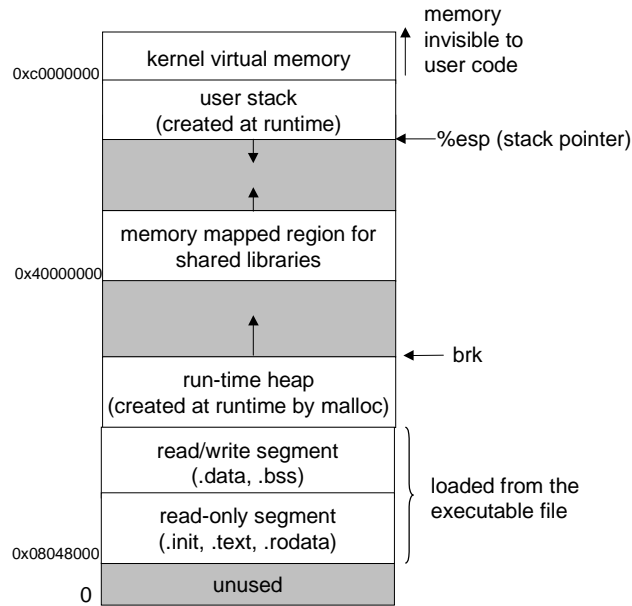 memory
invisible to
user code
kernel virtual memory
0xc0000000
user stack
(created at runtime)
%esp (stack pointer)
memory mapped region for
shared libraries
0x40000000
brk
run-time heap
(created at runtime by malloc)
read/write segment
(.data, .bss)
loaded from the
executable file
read-only segment
(.init, .text, .rodata)
0x08048000
unused
0